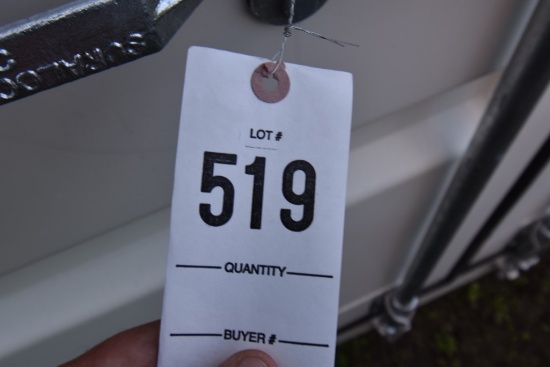 LOT #
519
QUANTITY
BUYER #